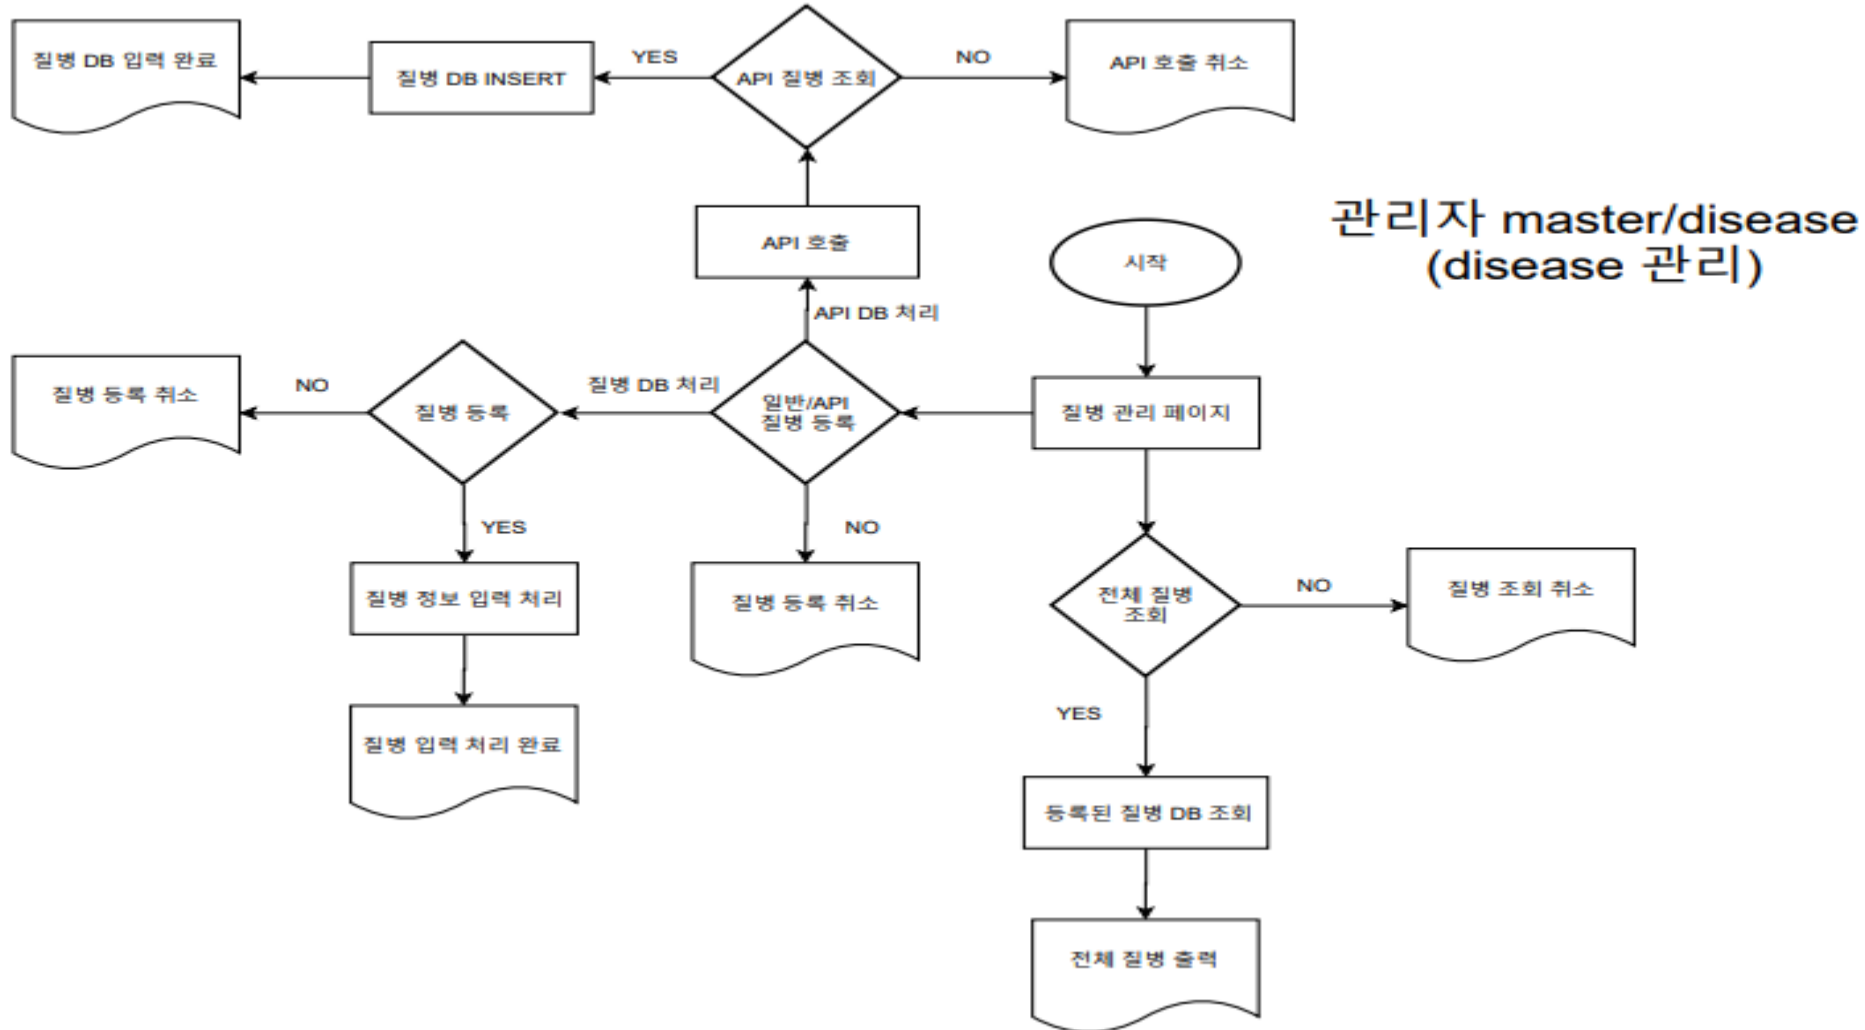 질병 DB 입력 완료
질병 DB INSERT
YES
API 질병 조회
NO
API 호출 취소
관리자 master/disease
(disease 관리)
API 호출
시작
API DB 처리
질병 등록 취소
NO
질병 등록
질병 DB 처리
일반/API
질병 등록
질병 관리 페이지
YES
NO
질병 정보 입력 처리
질병 등록 취소
전체 질병
조회
NO
질병 조회 취소
YES
질병 입력 처리 완료
등록된 질병 DB 조회
전체 질병 출력